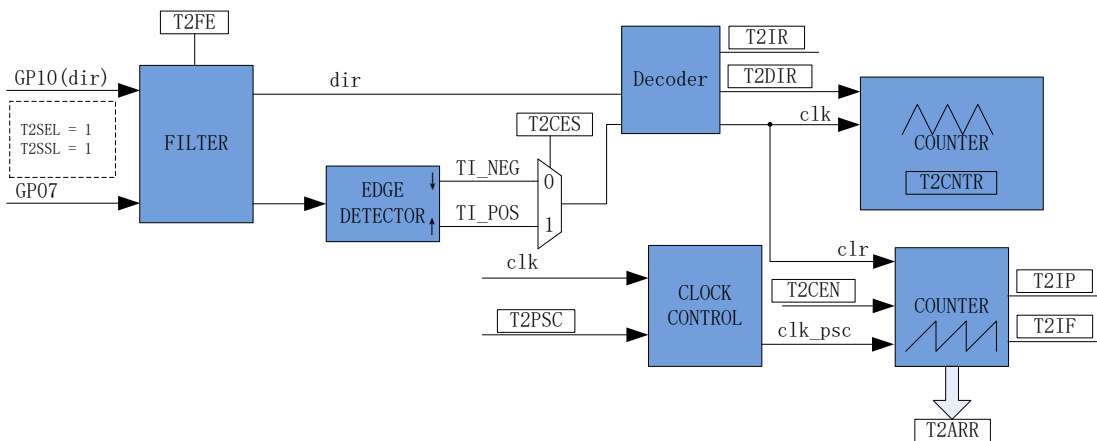 T2FE
T2IR
GP10(dir)
dir
Decoder
T2DIR
T2SEL = 1
T2SSL = 1
FILTER
T2CES
clk
COUNTER
T2CNTR
GP07
EDGE
DETECTOR
TI_NEG
TI_POS
0
1
clk
T2PSC
CLOCK
CONTROL
clr
T2CEN
clk_psc
COUNTER
T2IP
T2IF
T2ARR